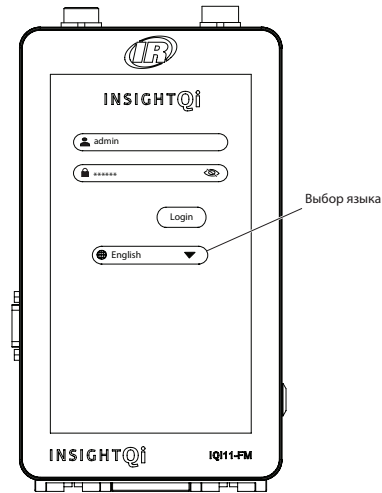 IR
INSIGHTQi
admin
******
Login
Выбор языка
English
INSIGHTQi
IQI11-FM